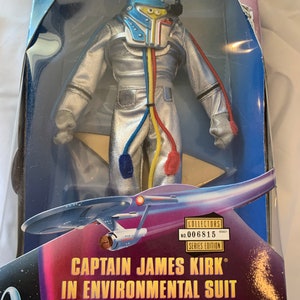 COLLECTORS
NO. 006815
SERIES EDITION
CAPTAIN JAMES KIRK
IN ENVIRONMENTAL SUIT